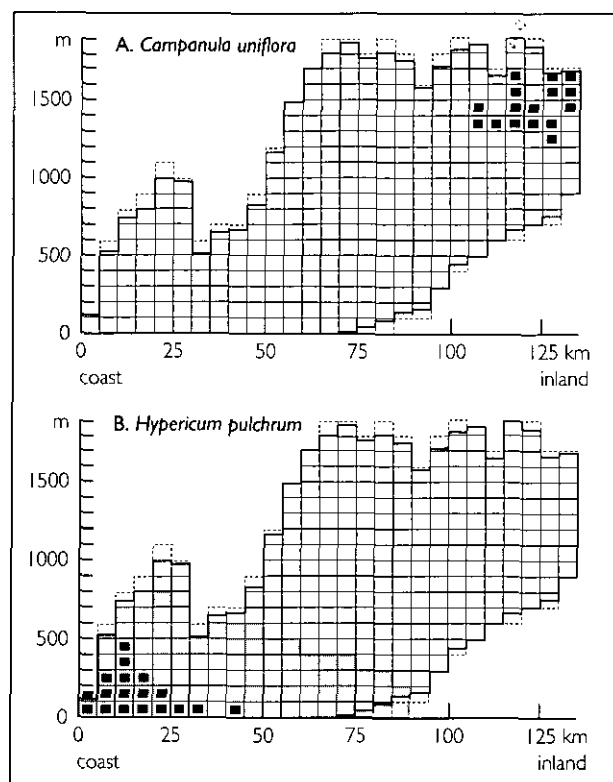 m
A. Campanula uniflora
1500
1000
500
0
0 25 50 75 100 125 km
coast inland
m
B. Hypericum pulchrum
1500
1000
500
0
0 25 50 75 100 125 km
coast inland